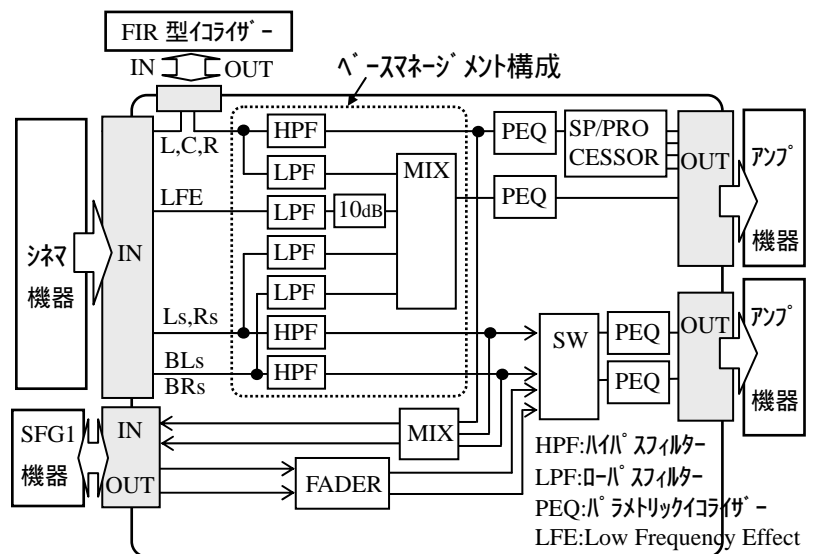 FIR 型ｲｺﾗｲｻﾞｰ
IN OUT
ﾍﾞｰｽﾏﾈｰｼﾞﾒﾝﾄ構成
L,C,R
HPF
PEQ
SP/PRO
CESSOR
OUT
ｱﾝﾌﾟ
機器
LPF
MIX
LFE
LPF
10dB
PEQ
ｼﾈﾏ
機器
IN
LPF
LPF
Ls,Rs
HPF
SW
PEQ
OUT
ｱﾝﾌﾟ
機器
BLs
BRs
HPF
PEQ
SFG1
機器
IN
OUT
MIX
FADER
HPF:ﾊｲﾊﾟｽﾌｨﾙﾀｰ
LPF:ﾛｰﾊﾟｽﾌｨﾙﾀｰ
PEQ:ﾊﾟﾗﾒﾄﾘｯｸｲｺﾗｲｻﾞｰ
LFE:Low Frequency Effect